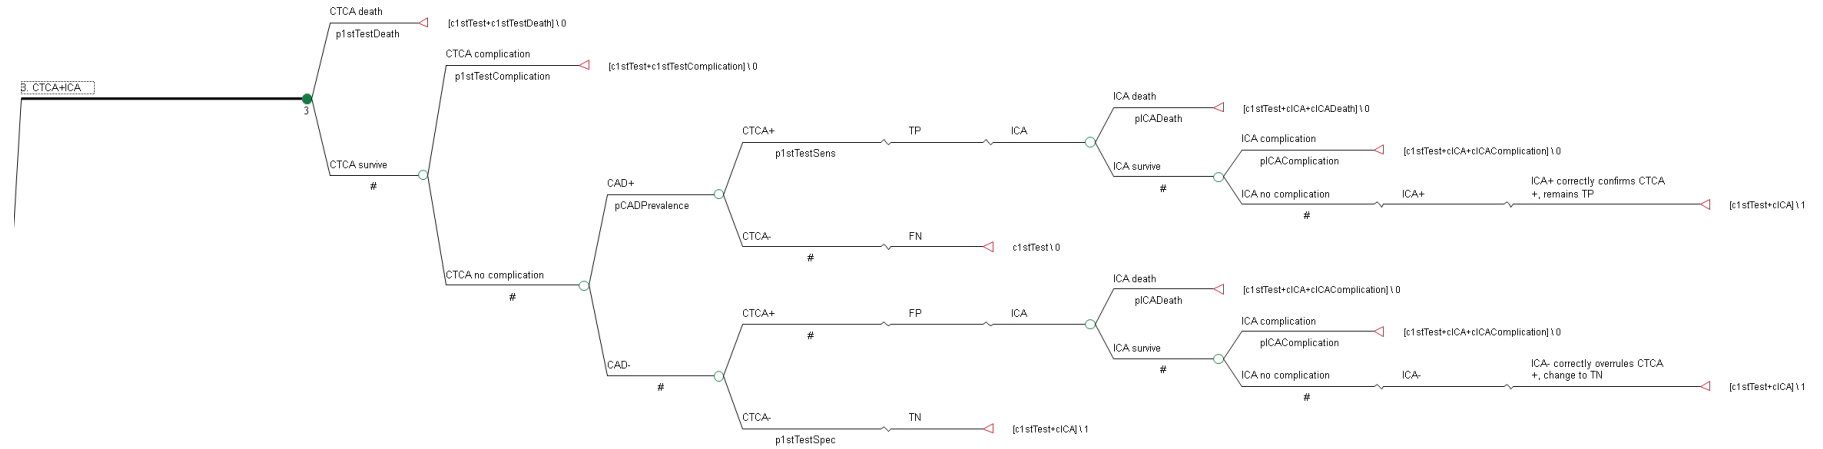 CTCA death
[c1stTest+c1stTestDeath] \ 0
p1stTestDeath
CTCA complication
[c1stTest+c1stTestComplication] \ 0
p1stTestComplication
3. CTCA+ICA
3
ICA death
[c1stTest+cICA+cICADeath] \ 0
pICADeath
CTCA+
TP
ICA
p1stTestSens
ICA complication
[c1stTest+cICA+cICAComplication] \ 0
pICAComplication
CTCA survive
#
ICA survive
#
CAD+
pCADPrevalence
ICA no complication
#
ICA+
ICA+ correctly confirms CTCA
+, remains TP
[c1stTest+cICA] \ 1
CTCA-
#
FN
c1stTest \ 0
CTCA no complication
#
ICA death
[c1stTest+cICA+cICAComplication] \ 0
pICADeath
CTCA+
#
FP
ICA
ICA complication
[c1stTest+cICA+cICAComplication] \ 0
pICAComplication
ICA survive
#
CAD-
#
ICA no complication
#
ICA-
ICA- correctly overrules CTCA
+, change to TN
[c1stTest+cICA] \ 1
CTCA-
TN
[c1stTest+cICA] \ 1
p1stTestSpec